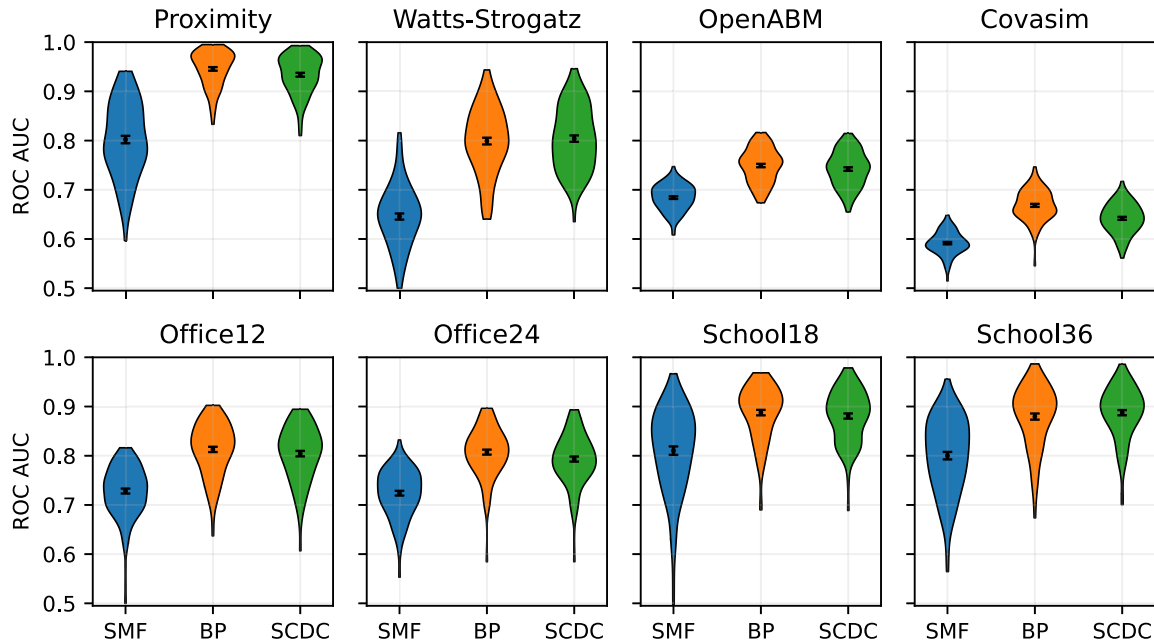 Proximity Watts-Strogatz OpenABM Covasim
1.0
0.9
0.8
0.7
0.6
0.5
ROC AUC
Office12 Office24 School18 School36
1.0
0.9
0.8
0.7
0.6
0.5
ROC AUC
SMF BP SCDC SMF BP SCDC SMF BP SCDC SMF BP SCDC